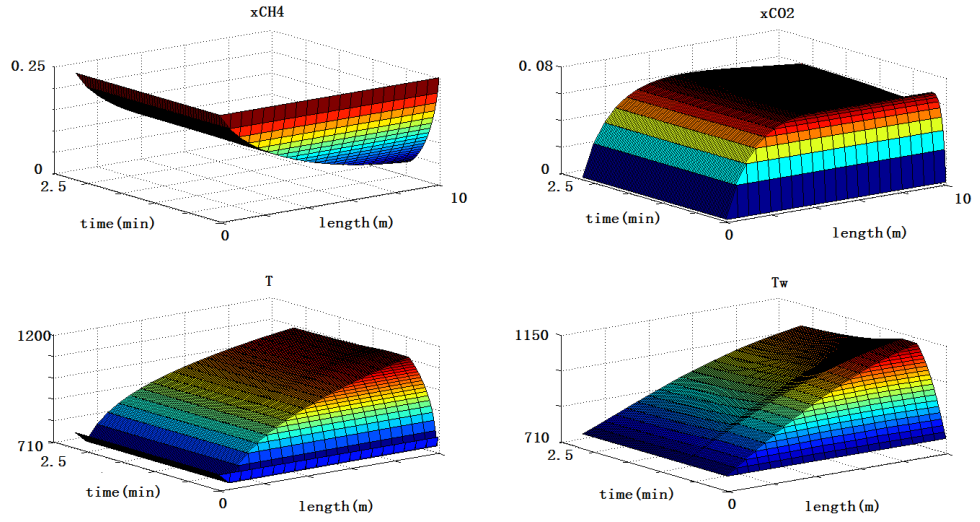 xCH4
0.25
0
2.5
time(min)
0
length(m)
10
xCO2
0.08
0
2.5
time(min)
0
length(m)
10
T
1200
710
2.5
time(min)
0
length(m)
Tw
1150
710
2.5
time(min)
0
length(m)